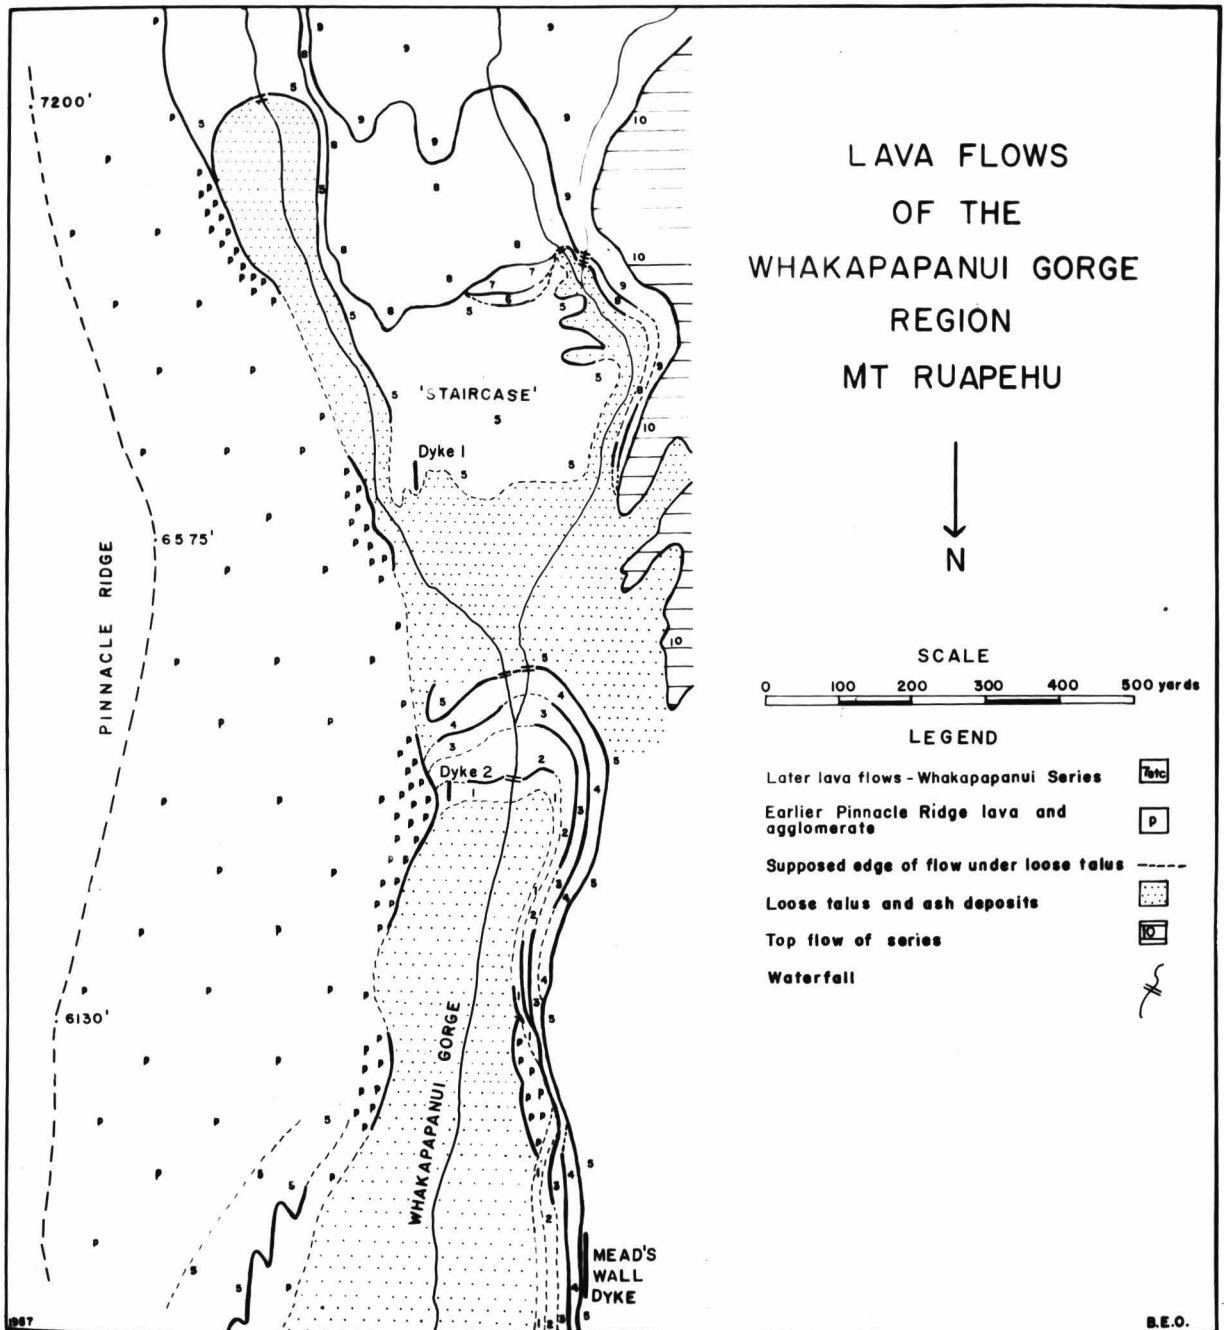 LAVA FLOWS
OF THE
WHAKAPAPANUI GORGE
REGION
MT RUAPEHU
N
SCALE
0 100 200 300 400 500 yards
LEGEND
Later lava flows - Whakapapanui Series 7etc
Earlier Pinnacle Ridge lava and
agglomerate P
Supposed edge of flow under loose talus
Loose talus and ash deposits
Top flow of series 10
Waterfall
7200'
6575'
6130'
PINNACLE RIDGE
'STAIRCASE'
Dyke 1
Dyke 2
WHAKAPAPANUI GORGE
MEAD'S
WALL
DYKE
1967
B.E.O.